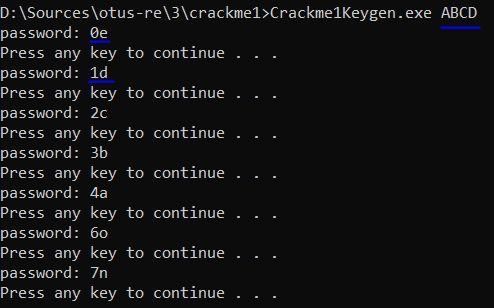 D:\Sources\otus-re\3\crackme1>Crackme1Keygen.exe ABCD
password: 0e
Press any key to continue . . .
password: 1d
Press any key to continue . . .
password: 2c
Press any key to continue . . .
password: 3b
Press any key to continue . . .
password: 4a
Press any key to continue . . .
password: 6o
Press any key to continue . . .
password: 7n
Press any key to continue . . .